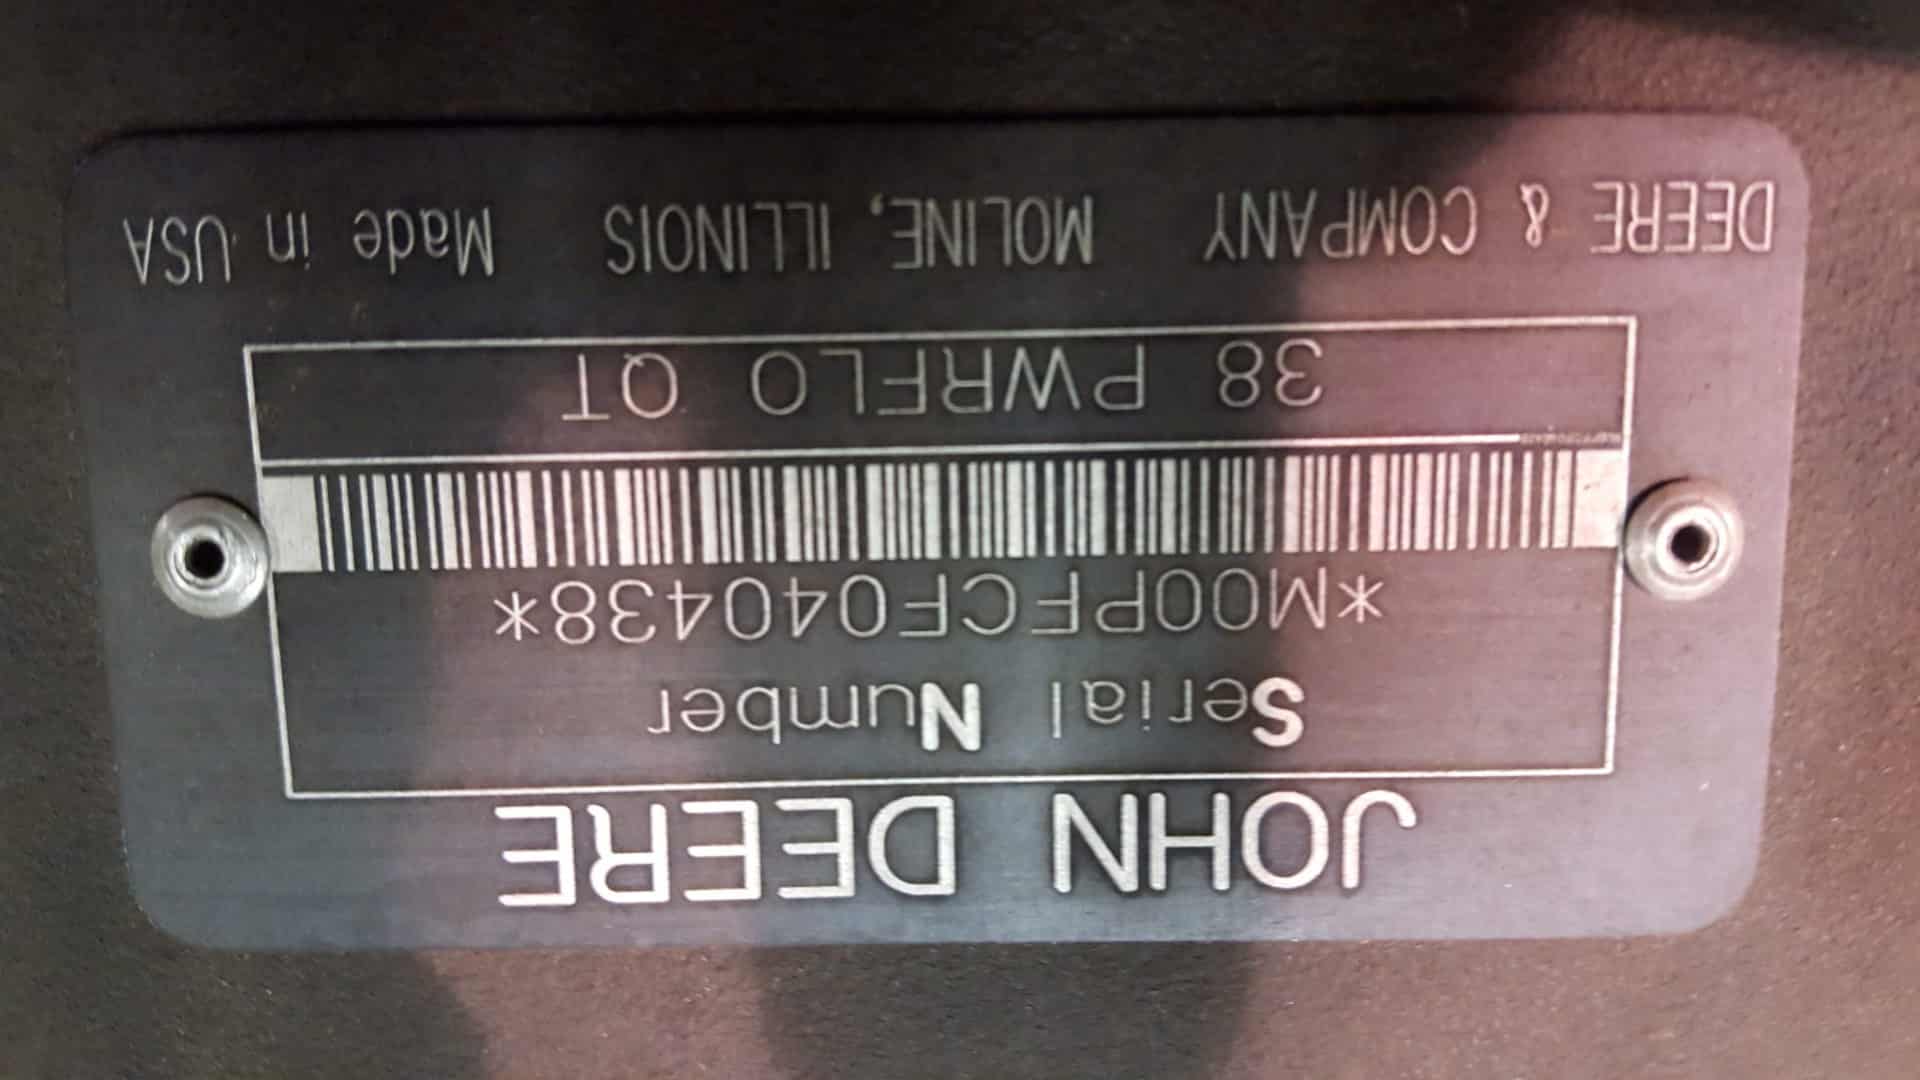 JOHN DEERE
Serial Number
*M00PFCF040438*
38 PWRFLO QT
DEERE & COMPANY MOLINE, ILLINOIS Made in USA